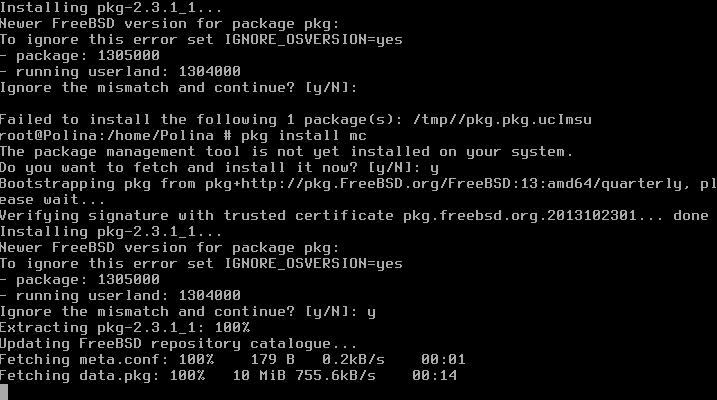 Installing pkg-2.3.1_1...
Newer FreeBSD version for package pkg:
To ignore this error set IGNORE_OSVERSION=yes
- package: 1305000
- running userland: 1304000
Ignore the mismatch and continue? [y/N]:
Failed to install the following 1 package(s): /tmp//pkg.pkg.ucImsu
root@Polina:/home/Polina # pkg install mc
The package management tool is not yet installed on your system.
Do you want to fetch and install it now? [y/N]: y
Bootstrapping pkg from pkg+http://pkg.FreeBSD.org/FreeBSD:13:amd64/quarterly, pl
ease wait...
Verifying signature with trusted certificate pkg.freebsd.org.2013102301... done
Installing pkg-2.3.1_1...
Newer FreeBSD version for package pkg:
To ignore this error set IGNORE_OSVERSION=yes
- package: 1305000
- running userland: 1304000
Ignore the mismatch and continue? [y/N]: y
Extracting pkg-2.3.1_1: 100%
Updating FreeBSD repository catalogue...
Fetching meta.conf: 100%    179 B   0.2kB/s    00:01
Fetching data.pkg: 100%   10 MiB 755.6kB/s    00:14